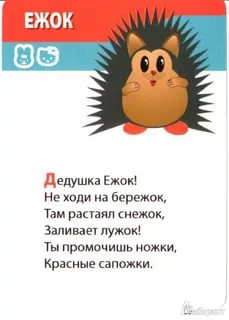 ЕЖОК
Дедушка Ежок!
Не ходи на бережок,
Там растаял снежок,
Заливает лужок!
Ты промочишь ножки,
Красные сапожки.